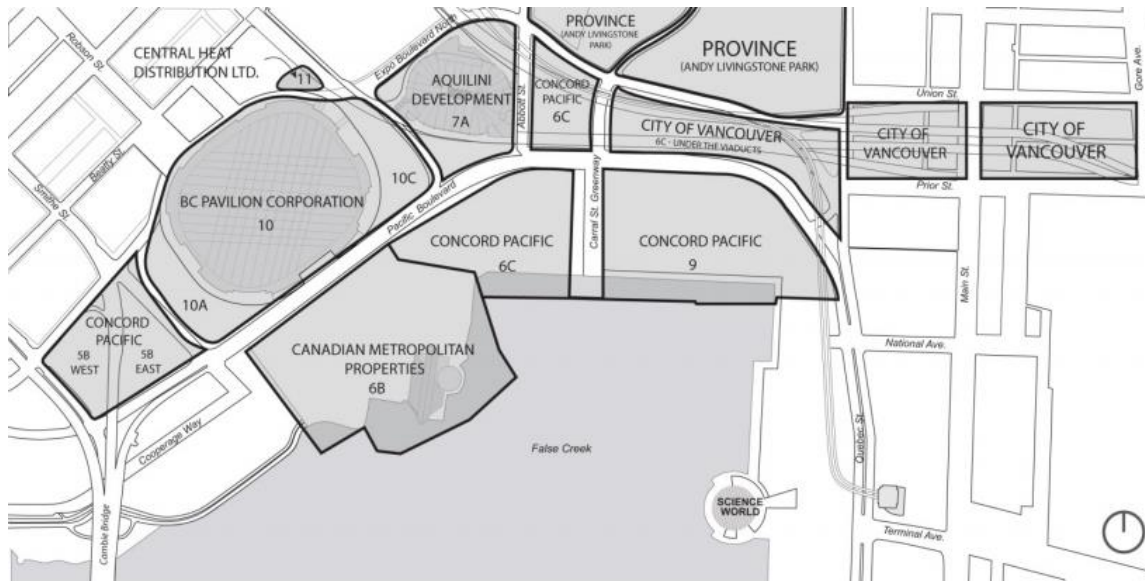 PROVINCE
(ANDY LIVINGSTONE
PARK)
PROVINCE
(ANDY LIVINGSTONE PARK)
Robson St.
CENTRAL HEAT
DISTRIBUTION LTD.
11
Expo Boulevard North
AQUILINI
DEVELOPMENT
7A
Abbott St.
CONCORD
PACIFIC
6C
Union St.
Gore Ave.
CITY OF VANCOUVER
6C - UNDER THE VIADUCTS
CITY OF
VANCOUVER
CITY OF
VANCOUVER
Prior St.
Beatty St.
Smithe St.
BC PAVILION CORPORATION
10
10C
Pacific Boulevard
Carral St. Greenway
CONCORD PACIFIC
6C
CONCORD PACIFIC
9
Main St.
10A
CONCORD
PACIFIC
5B
WEST
5B
EAST
CANADIAN METROPOLITAN
PROPERTIES
6B
National Ave.
Cooperage Way
False Creek
Quebec St.
SCIENCE
WORLD
Cambie Bridge
Terminal Ave.